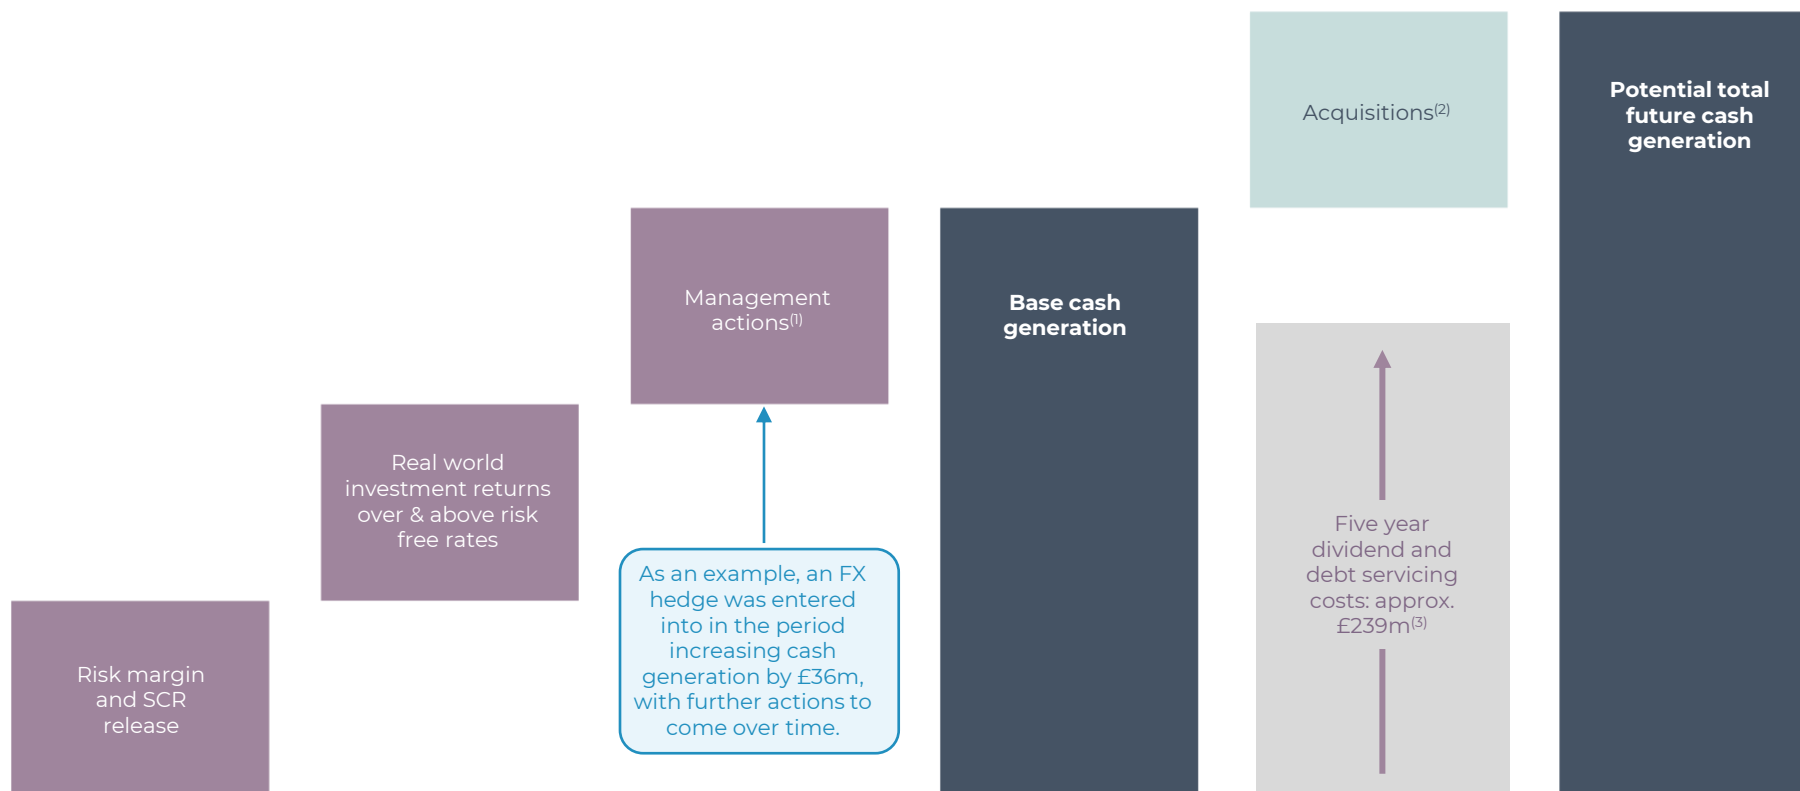 Risk margin
and SCR
release
Real world
investment returns
over & above risk
free rates
Management
actions(1)
As an example, an FX
hedge was entered
into in the period
increasing cash
generation by £36m,
with further actions to
come over time.
Base cash
generation
Acquisitions(2)
Five year
dividend and
debt servicing
costs: approx.
£239m(3)
Potential total
future cash
generation